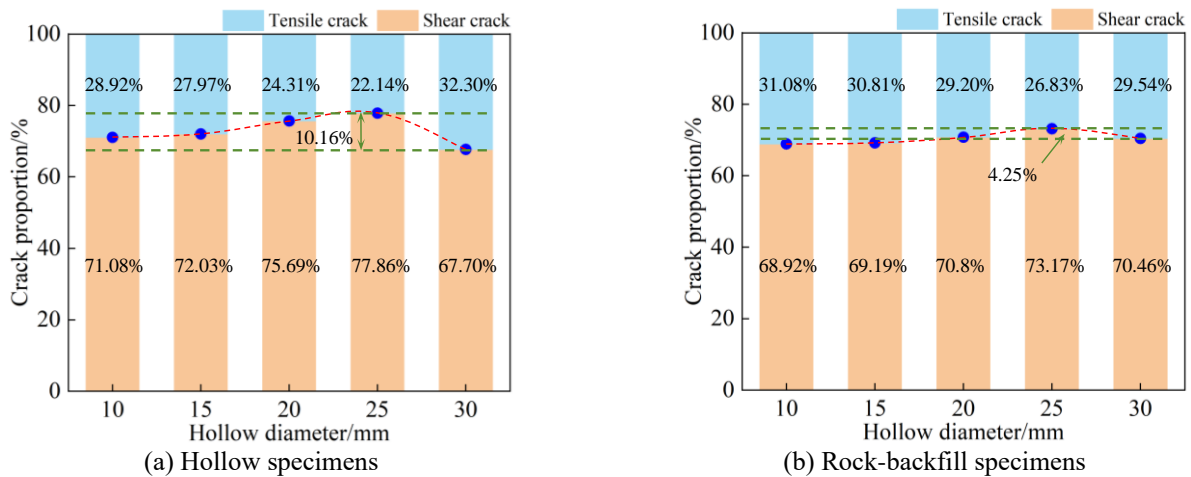 Tensile crack Shear crack
100
80
60
40
20
0
Crack proportion/%
28.92% 27.97% 24.31% 22.14% 32.30%
10.16%
71.08% 72.03% 75.69% 77.86% 67.70%
10 15 20 25 30
Hollow diameter/mm
(a) Hollow specimens
Tensile crack Shear crack
100
80
60
40
20
0
Crack proportion/%
31.08% 30.81% 29.20% 26.83% 29.54%
4.25%
68.92% 69.19% 70.8% 73.17% 70.46%
10 15 20 25 30
Hollow diameter/mm
(b) Rock-backfill specimens